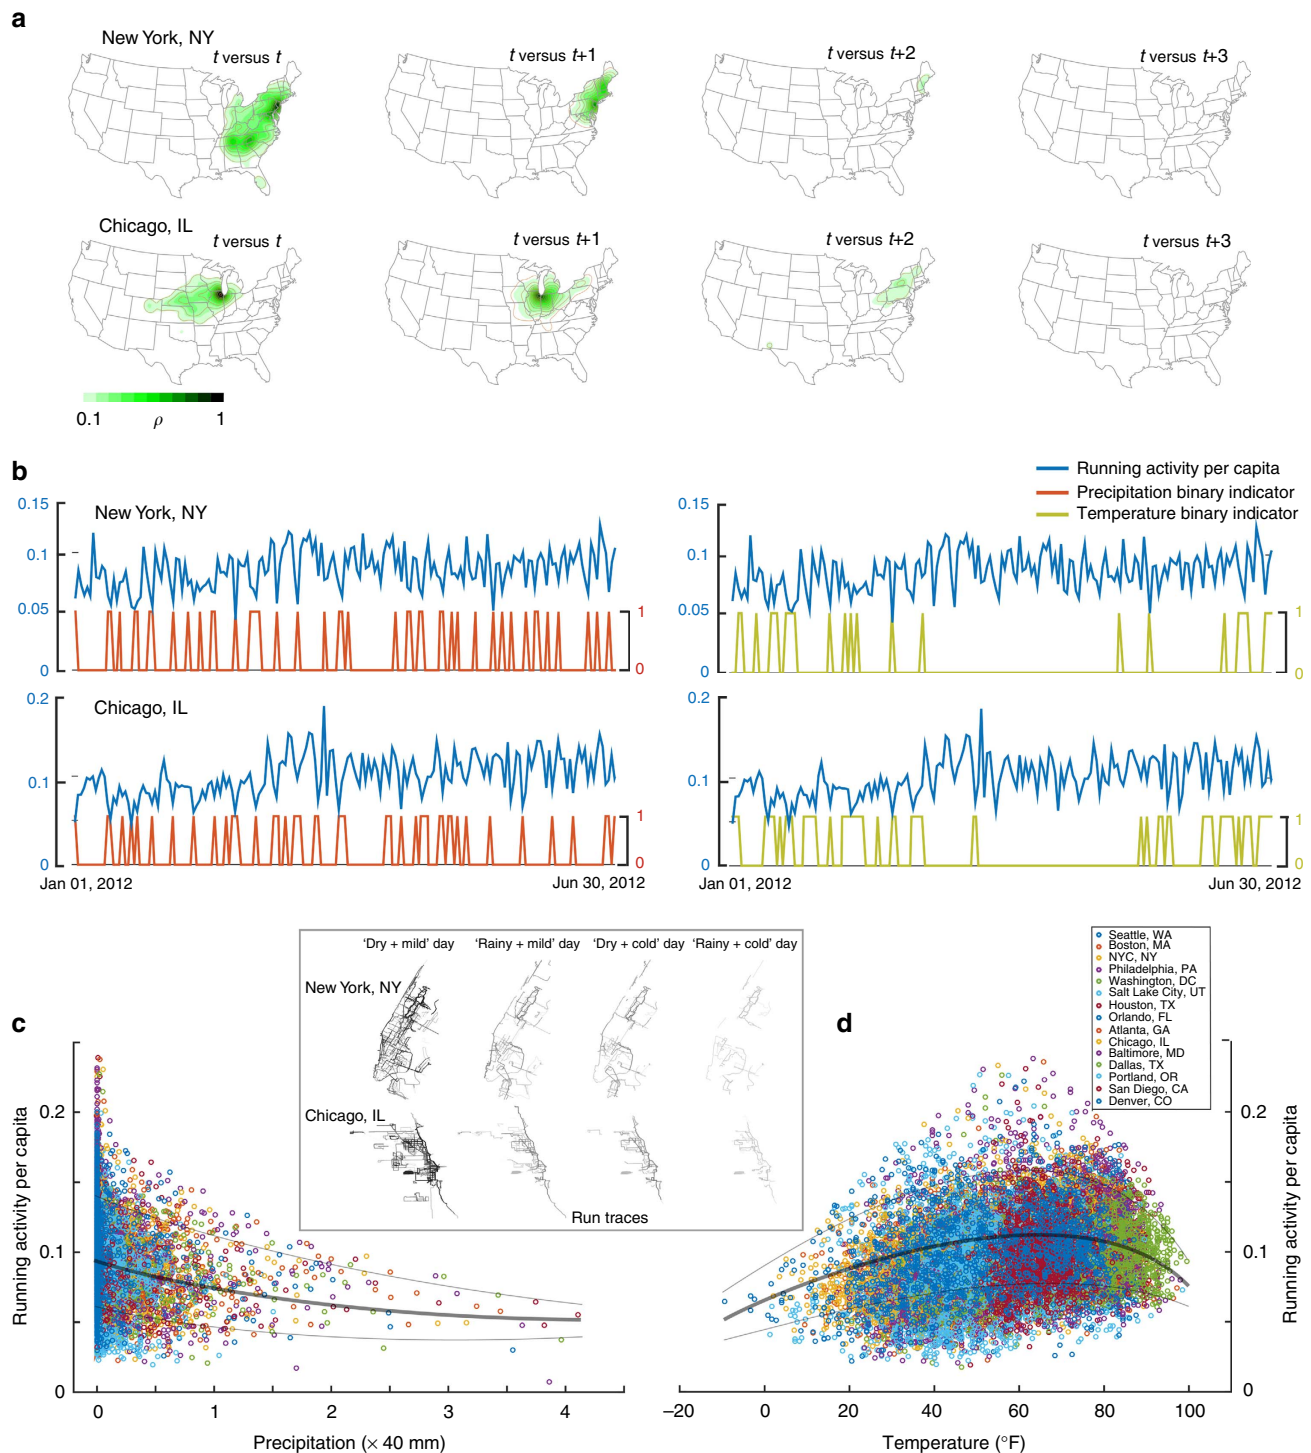 a
New York, NY
t versus t
t versus t+1
t versus t+2
t versus t+3
Chicago, IL
t versus t
t versus t+1
t versus t+2
t versus t+3
0.1 ρ 1
b
Running activity per capita
Precipitation binary indicator
Temperature binary indicator
New York, NY
0.15
0.1
0.05
0
1
0
0.15
0.1
0.05
0
1
0
Chicago, IL
0.2
0.1
0
1
0
Jan 01, 2012
Jun 30, 2012
0.2
0.1
0
1
0
Jan 01, 2012
Jun 30, 2012
'Dry + mild' day
'Rainy + mild' day
'Dry + cold' day
'Rainy + cold' day
New York, NY
Chicago, IL
Run traces
c
Running activity per capita
0.2
0.1
0
0 1 2 3 4
Precipitation (× 40 mm)
d
Seattle, WA
Boston, MA
NYC, NY
Philadelphia, PA
Washington, DC
Salt Lake City, UT
Houston, TX
Orlando, FL
Atlanta, GA
Chicago, IL
Baltimore, MD
Dallas, TX
Portland, OR
San Diego, CA
Denver, CO
0.2
0.1
0
Running activity per capita
–20 0 20 40 60 80 100
Temperature (°F)